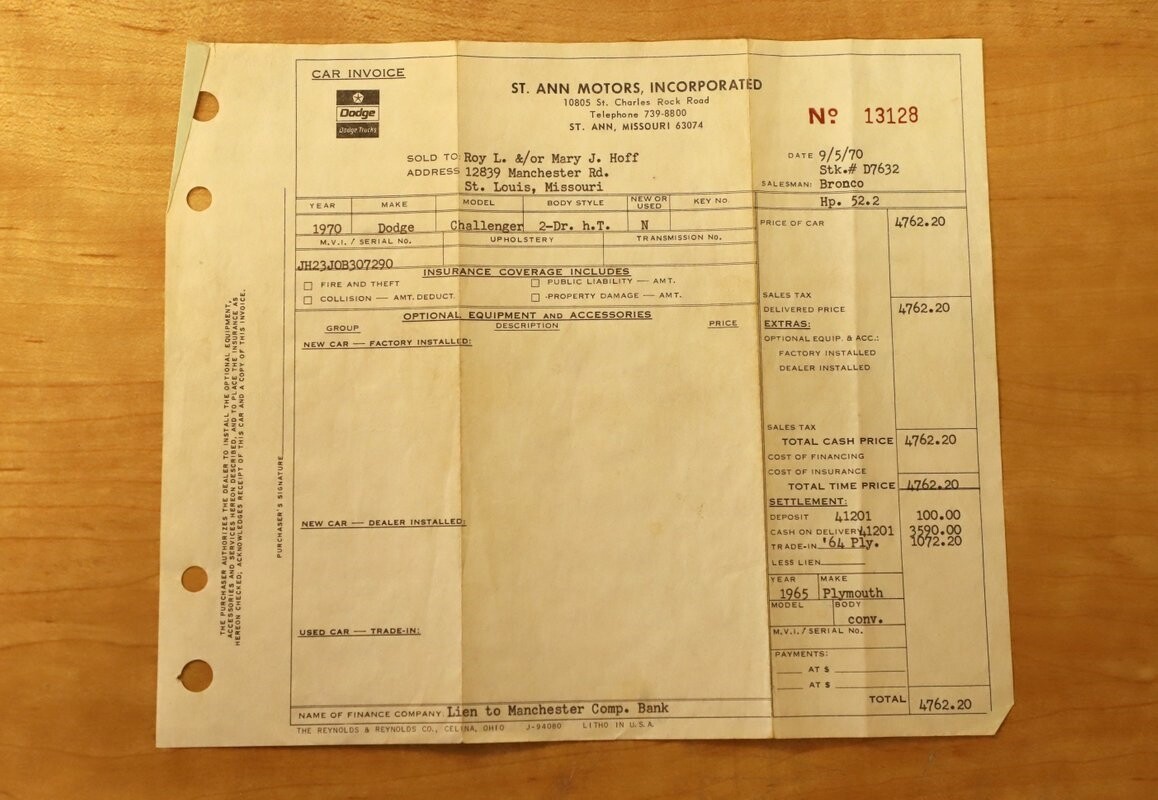 CAR INVOICE
Dodge
Dodge Trucks
ST. ANN MOTORS, INCORPORATED
10805 St. Charles Rock Road
Telephone 739-8800
ST. ANN, MISSOURI 63074
Nº 13128
SOLD TO: Roy L. &/or Mary J. Hoff
ADDRESS 12839 Manchester Rd.
St. Louis, Missouri
DATE 9/5/70
Stk.# D7632
SALESMAN: Bronco
Hp. 52.2
YEAR MAKE MODEL BODY STYLE NEW OR USED KEY NO.
1970 Dodge Challenger 2-Dr. h.T. N
M.V.I. / SERIAL No. UPHOLSTERY TRANSMISSION No.
JH23J0B307290
INSURANCE COVERAGE INCLUDES
FIRE AND THEFT PUBLIC LIABILITY — AMT.
COLLISION — AMT. DEDUCT. PROPERTY DAMAGE — AMT.
OPTIONAL EQUIPMENT AND ACCESSORIES
GROUP DESCRIPTION PRICE
NEW CAR — FACTORY INSTALLED:
NEW CAR — DEALER INSTALLED:
USED CAR — TRADE-IN:
NAME OF FINANCE COMPANY: Lien to Manchester Comp. Bank
THE REYNOLDS & REYNOLDS CO., CELINA, OHIO J-94080 LITHO IN U.S.A.
PRICE OF CAR 4762.20
SALES TAX
DELIVERED PRICE 4762.20
EXTRAS:
OPTIONAL EQUIP. & ACC.:
FACTORY INSTALLED
DEALER INSTALLED
SALES TAX
TOTAL CASH PRICE 4762.20
COST OF FINANCING
COST OF INSURANCE
TOTAL TIME PRICE 4762.20
SETTLEMENT:
DEPOSIT 41201 100.00
CASH ON DELIVERY 41201 3590.00
TRADE-IN '64 Ply. 1072.20
LESS LIEN
YEAR MAKE
1965 Plymouth
MODEL BODY
conv.
M.V.I. / SERIAL No.
PAYMENTS:
AT $
AT $
TOTAL 4762.20
THE PURCHASER AUTHORIZES THE DEALER TO INSTALL THE OPTIONAL EQUIPMENT,
ACCESSORIES AND SERVICES HEREON DESCRIBED, AND TO PLACE THE INSURANCE AS
HEREON CHECKED; ACKNOWLEDGES RECEIPT OF THIS CAR AND A COPY OF THIS INVOICE.
PURCHASER'S SIGNATURE